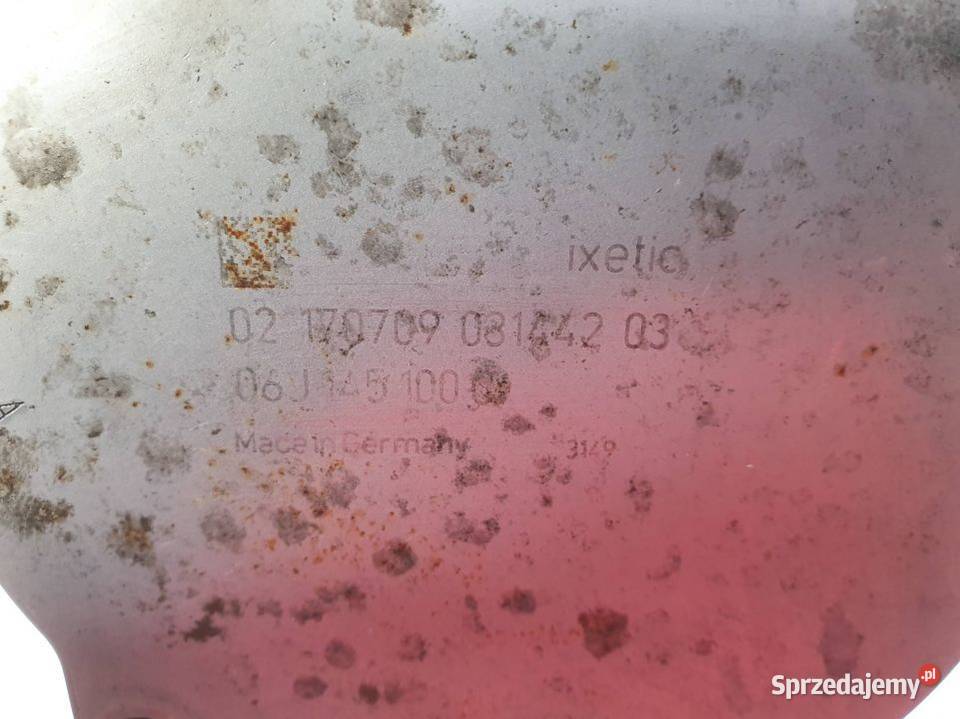 ixetic
02 170709 081442 03
06J 145 100
Made in Germany 3149
Sprzedajemy.pl